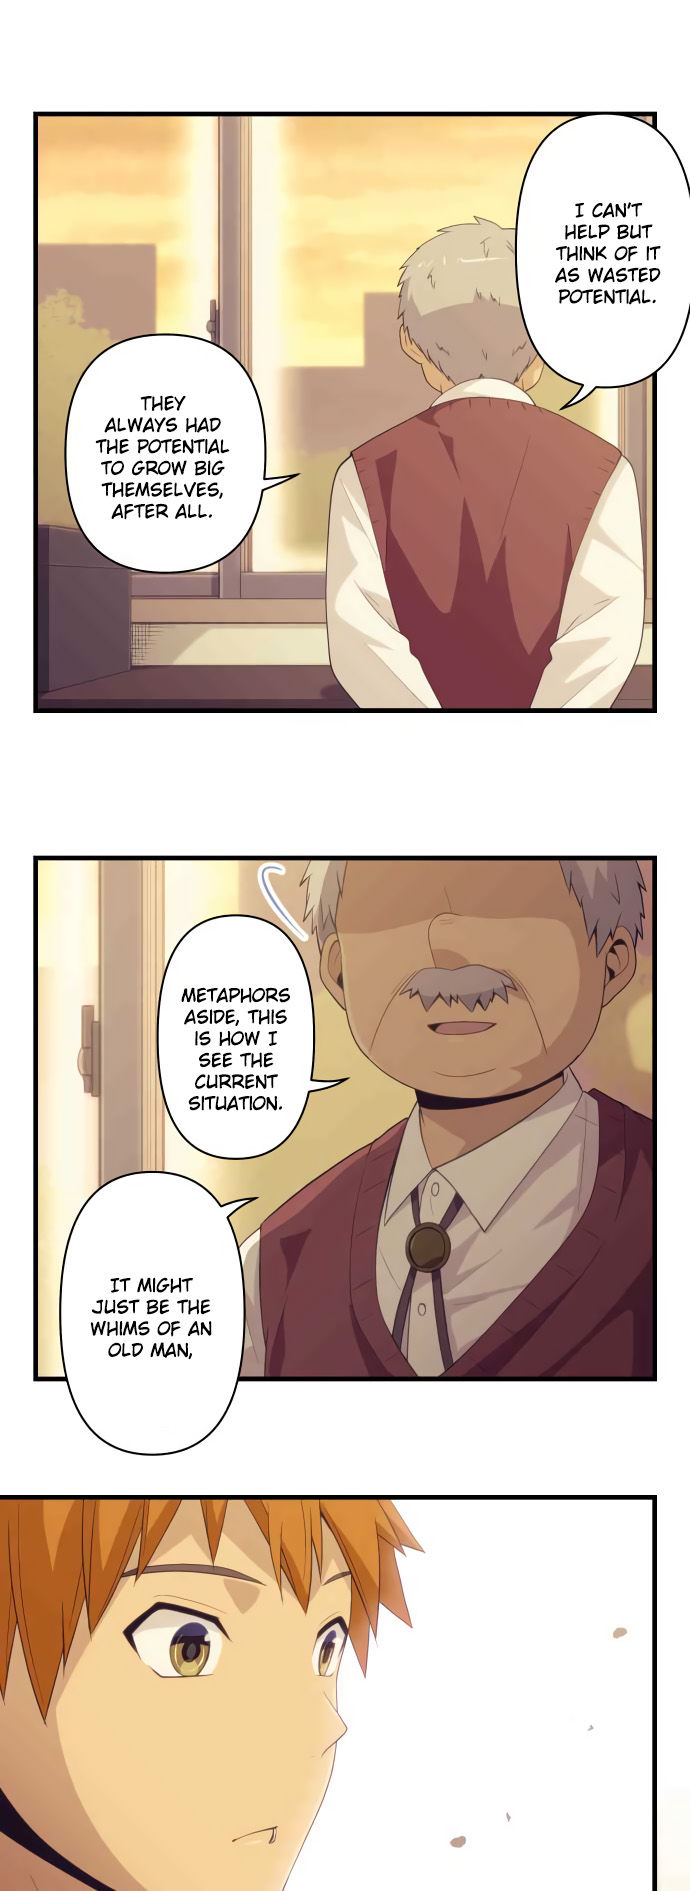 I CAN'T
HELP BUT
THINK OF IT
AS WASTED
POTENTIAL.
THEY
ALWAYS HAD
THE POTENTIAL
TO GROW BIG
THEMSELVES,
AFTER ALL.
METAPHORS
ASIDE, THIS
IS HOW I
SEE THE
CURRENT
SITUATION.
IT MIGHT
JUST BE THE
WHIMS OF AN
OLD MAN,